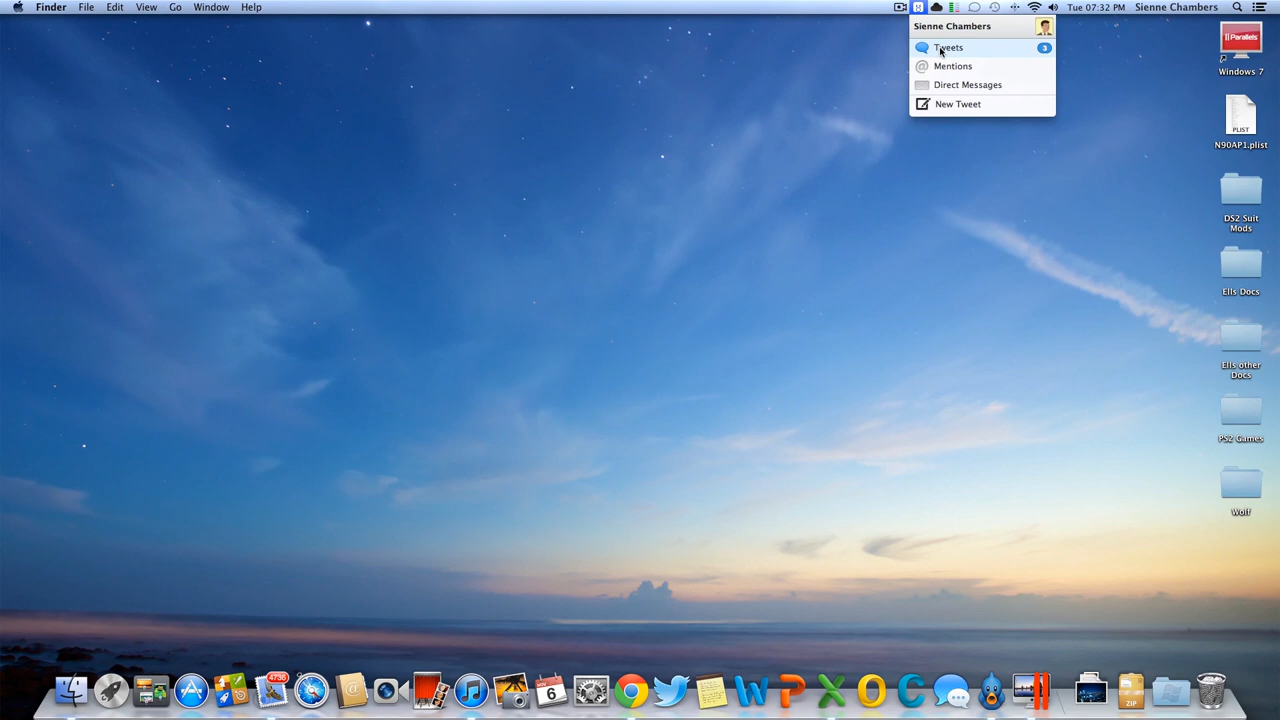 Finder File Edit View Go Window Help
Tue 07:32 PM Sienne Chambers
Sienne Chambers
Tweets 3
Mentions
Direct Messages
New Tweet
Parallels
Windows 7
PLIST
N90AP1.plist
DS2 Suit
Mods
Ells Docs
Ells other
Docs
PS2 Games
Wolf
4736
6
W P X O C
ZIP